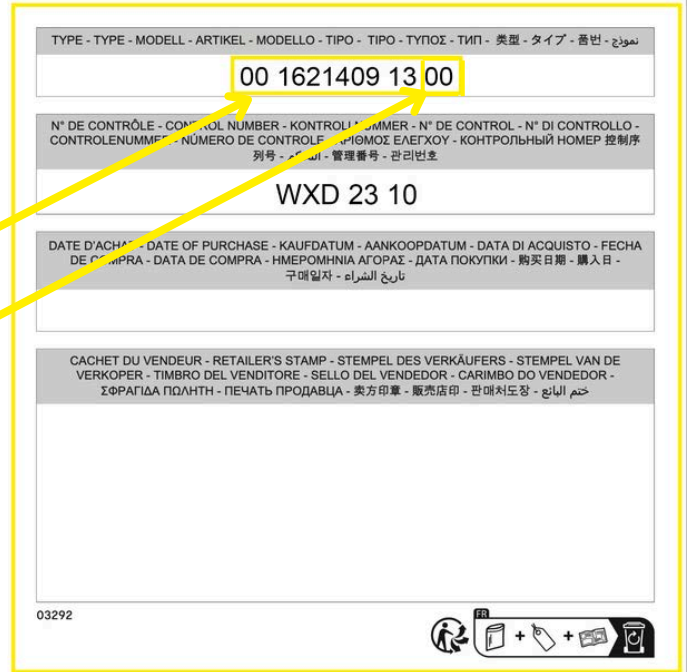 TYPE - TYPE - MODELL - ARTIKEL - MODELLO - TIPO - TIPO - ΤΥΠΟΣ - ТИП - 类型 - タイプ - 품번 - نموذج
00 1621409 13 00
N° DE CONTRÔLE - CONTROL NUMBER - KONTROLLNUMMER - N° DE CONTROL - N° DI CONTROLLO -
CONTROLENUMMER - NÚMERO DE CONTROLE - ΑΡΙΘΜΟΣ ΕΛΕΓΧΟΥ - КОНТРОЛЬНЫЙ НОМЕР 控制序
列号 - 管理番号 - 관리번호
WXD 23 10
DATE D'ACHAT - DATE OF PURCHASE - KAUFDATUM - AANKOOPDATUM - DATA DI ACQUISTO - FECHA
DE COMPRA - DATA DE COMPRA - ΗΜΕΡΟΜΗΝΙΑ ΑΓΟΡΑΣ - ДАТА ПОКУПКИ - 购买日期 - 購入日 -
구매일자 - تاريخ الشراء
CACHET DU VENDEUR - RETAILER'S STAMP - STEMPEL DES VERKÄUFERS - STEMPEL VAN DE
VERKOPER - TIMBRO DEL VENDITORE - SELLO DEL VENDEDOR - CARIMBO DO VENDEDOR -
ΣΦΡΑΓΙΔΑ ΠΩΛΗΤΗ - ПЕЧАТЬ ПРОДАВЦА - 卖方印章 - 販売店印 - 판매처도장 - ختم البائع
03292
FR